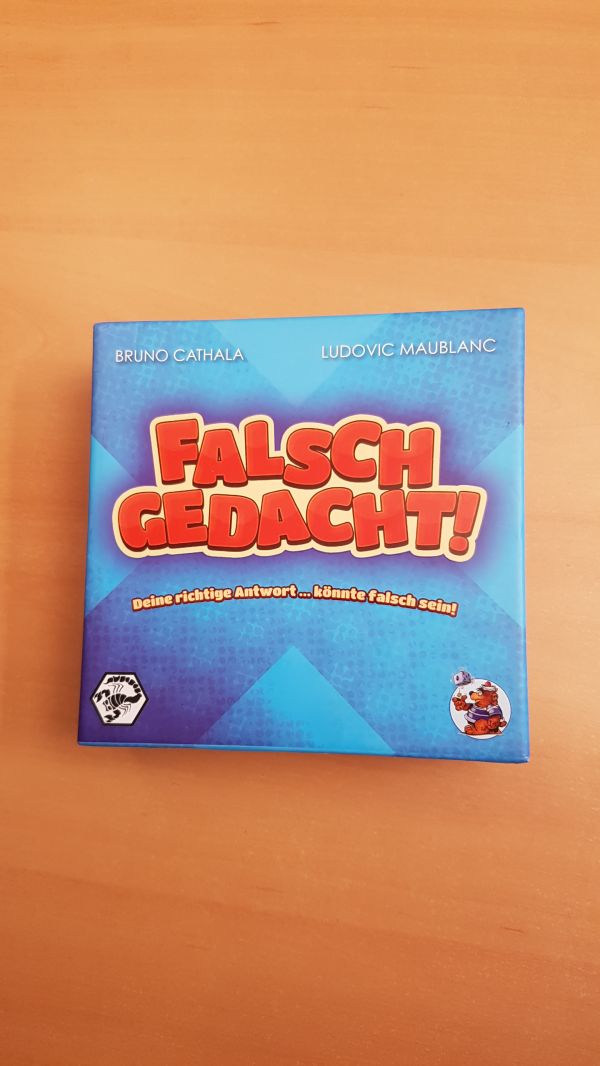 BRUNO CATHALA
LUDOVIC MAUBLANC
FALSCH
GEDACHT!
Deine richtige Antwort ... könnte falsch sein!